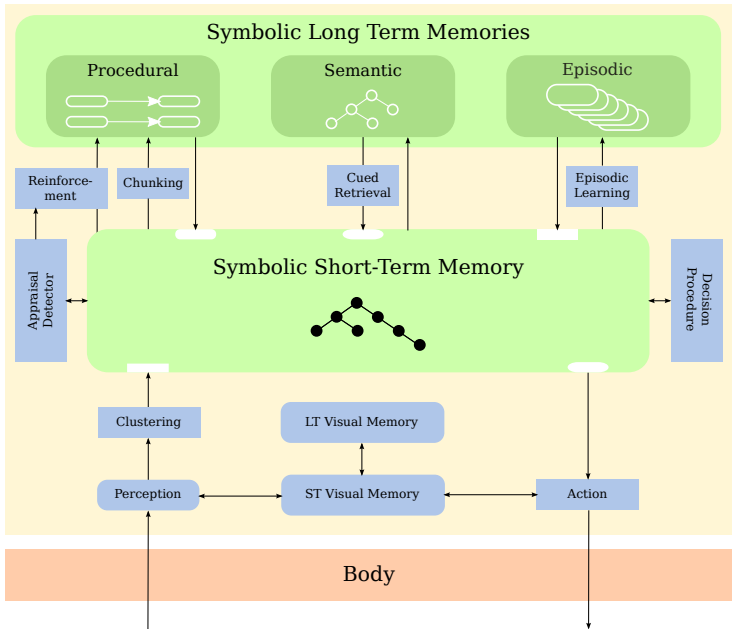 Symbolic Long Term Memories
Procedural
Semantic
Episodic
Reinforce-
ment
Chunking
Cued
Retrieval
Episodic
Learning
Appraisal
Detector
Symbolic Short-Term Memory
Decision
Procedure
Clustering
LT Visual Memory
Perception
ST Visual Memory
Action
Body